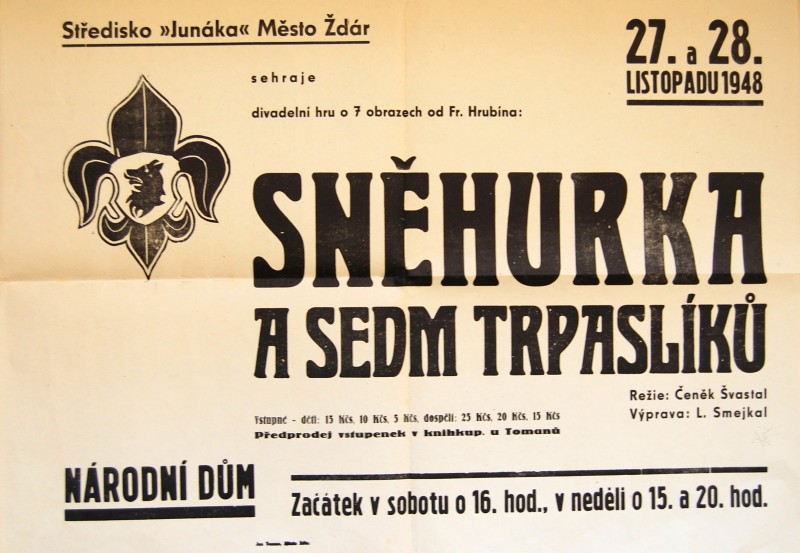 Středisko »Junáka« Město Ždár
27. a 28.
LISTOPADU 1948
sehraje
divadelní hru o 7 obrazech od Fr. Hrubína:
SNĚHURKA
A SEDM TRPASLÍKŮ
Režie: Čeněk Švastal
Výprava: L. Smejkal
Vstupné - děti: 15 Kčs, 10 Kčs, 5 Kčs, dospělí: 25 Kčs, 20 Kčs, 15 Kčs
Předprodej vstupenek v knihkup. u Tomanů
NÁRODNÍ DŮM
Začátek v sobotu o 16. hod., v neděli o 15. a 20. hod.